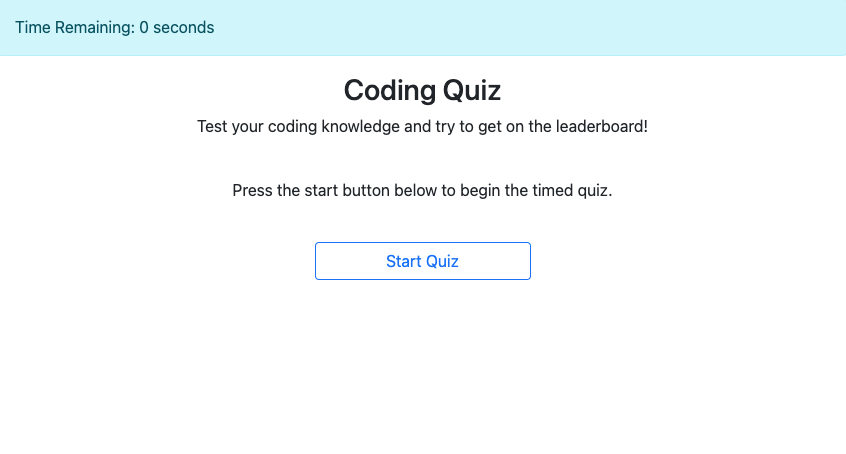 Time Remaining: 0 seconds
Coding Quiz
Test your coding knowledge and try to get on the leaderboard!
Press the start button below to begin the timed quiz.
Start Quiz